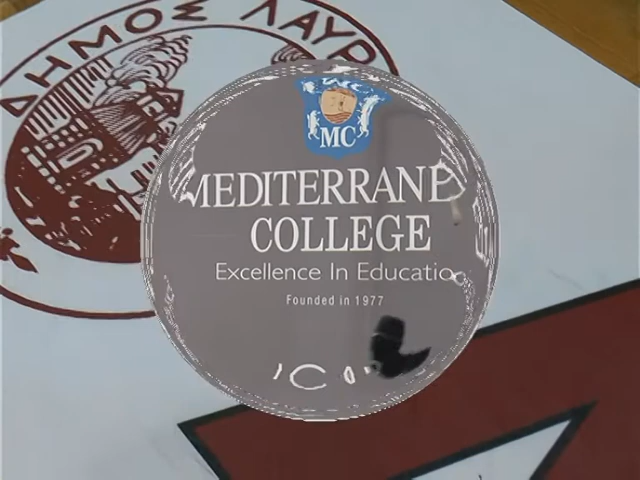 ΔΗΜΟΣ ΛΑΥΡ
MC
MEDITERRANE
COLLEGE
Excellence In Educatio
Founded in 1977